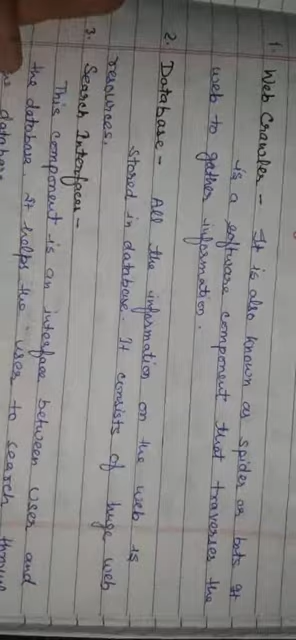 1. Web Crawler - It is also known as spider or bots It
is a software component that traverses the
web to gather information.
2. Database - All the information on the web is
stored in database. It consists of huge web
resources.
3. Search Interfaces -
This component is an interface between user and
the database. It helps the user to search
database